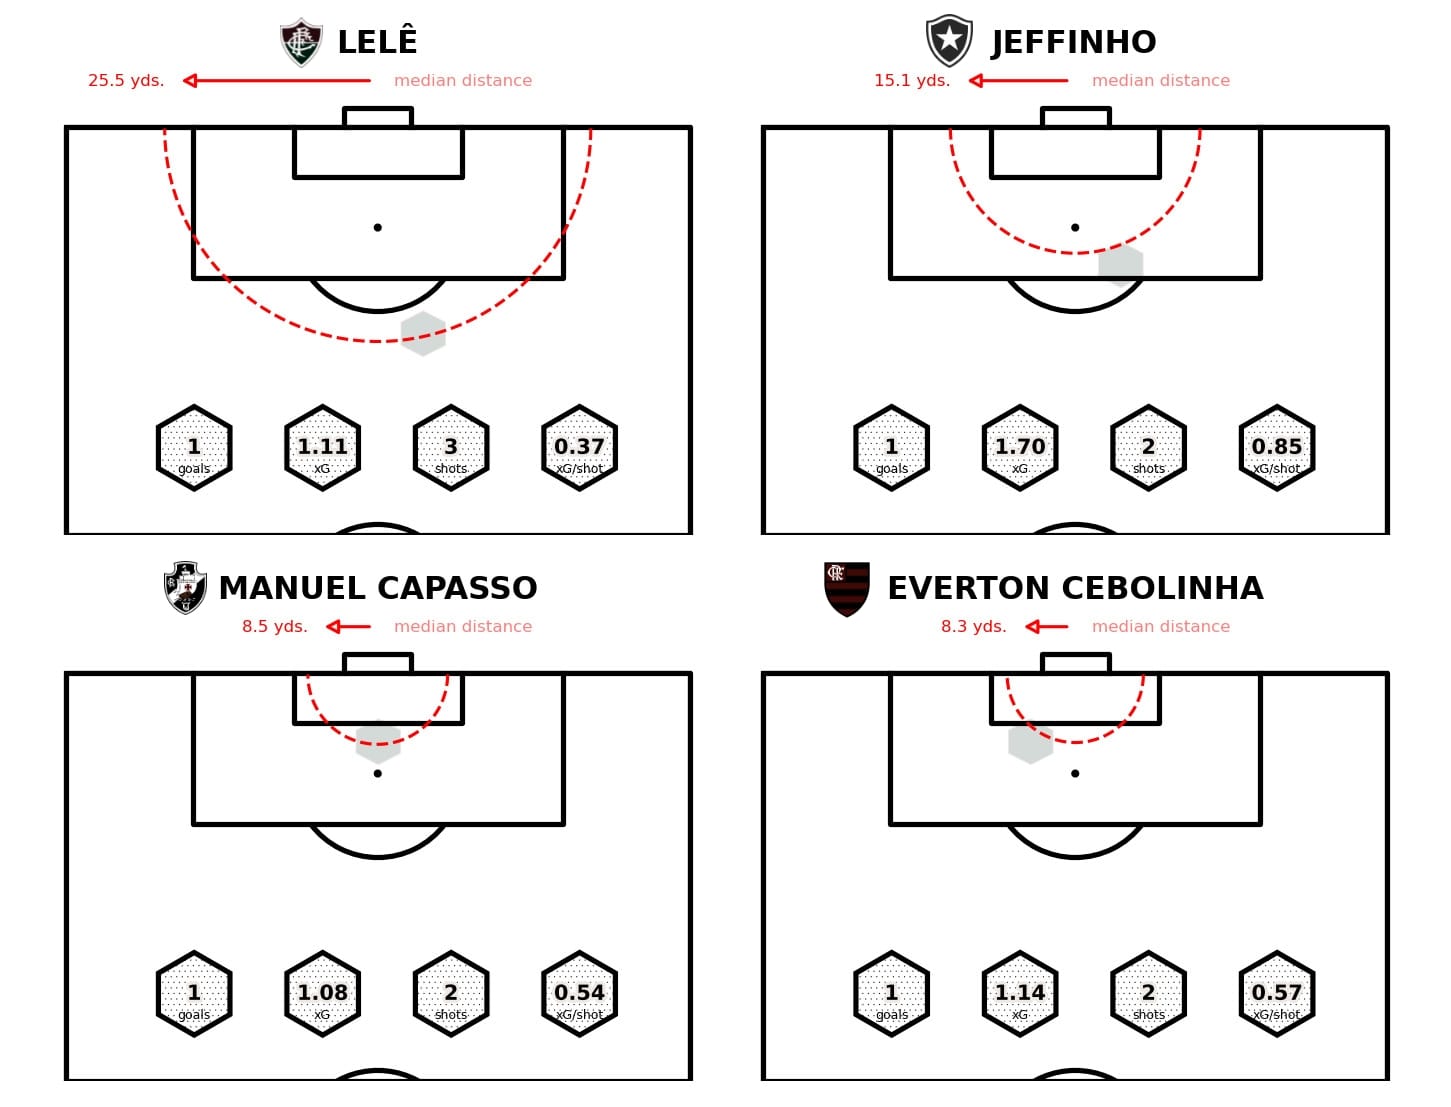 LELÊ
25.5 yds. median distance
1 1.11 3 0.37
goals xG shots xG/shot
JEFFINHO
15.1 yds. median distance
1 1.70 2 0.85
goals xG shots xG/shot
MANUEL CAPASSO
8.5 yds. median distance
1 1.08 2 0.54
goals xG shots xG/shot
EVERTON CEBOLINHA
8.3 yds. median distance
1 1.14 2 0.57
goals xG shots xG/shot